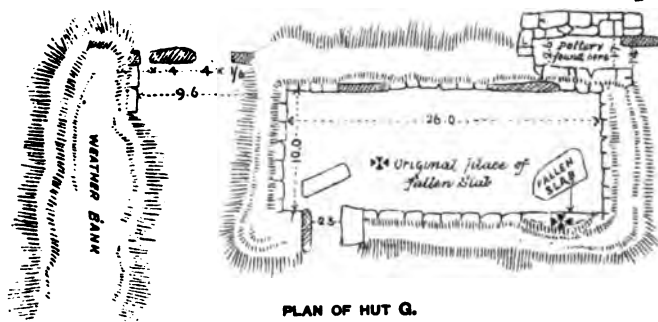 pottery
found here
4
4
9.6
26.0
10.0
WEATHER BANK
Original place of
fallen Slab
FALLEN
SLAB
2.3
PLAN OF HUT G.